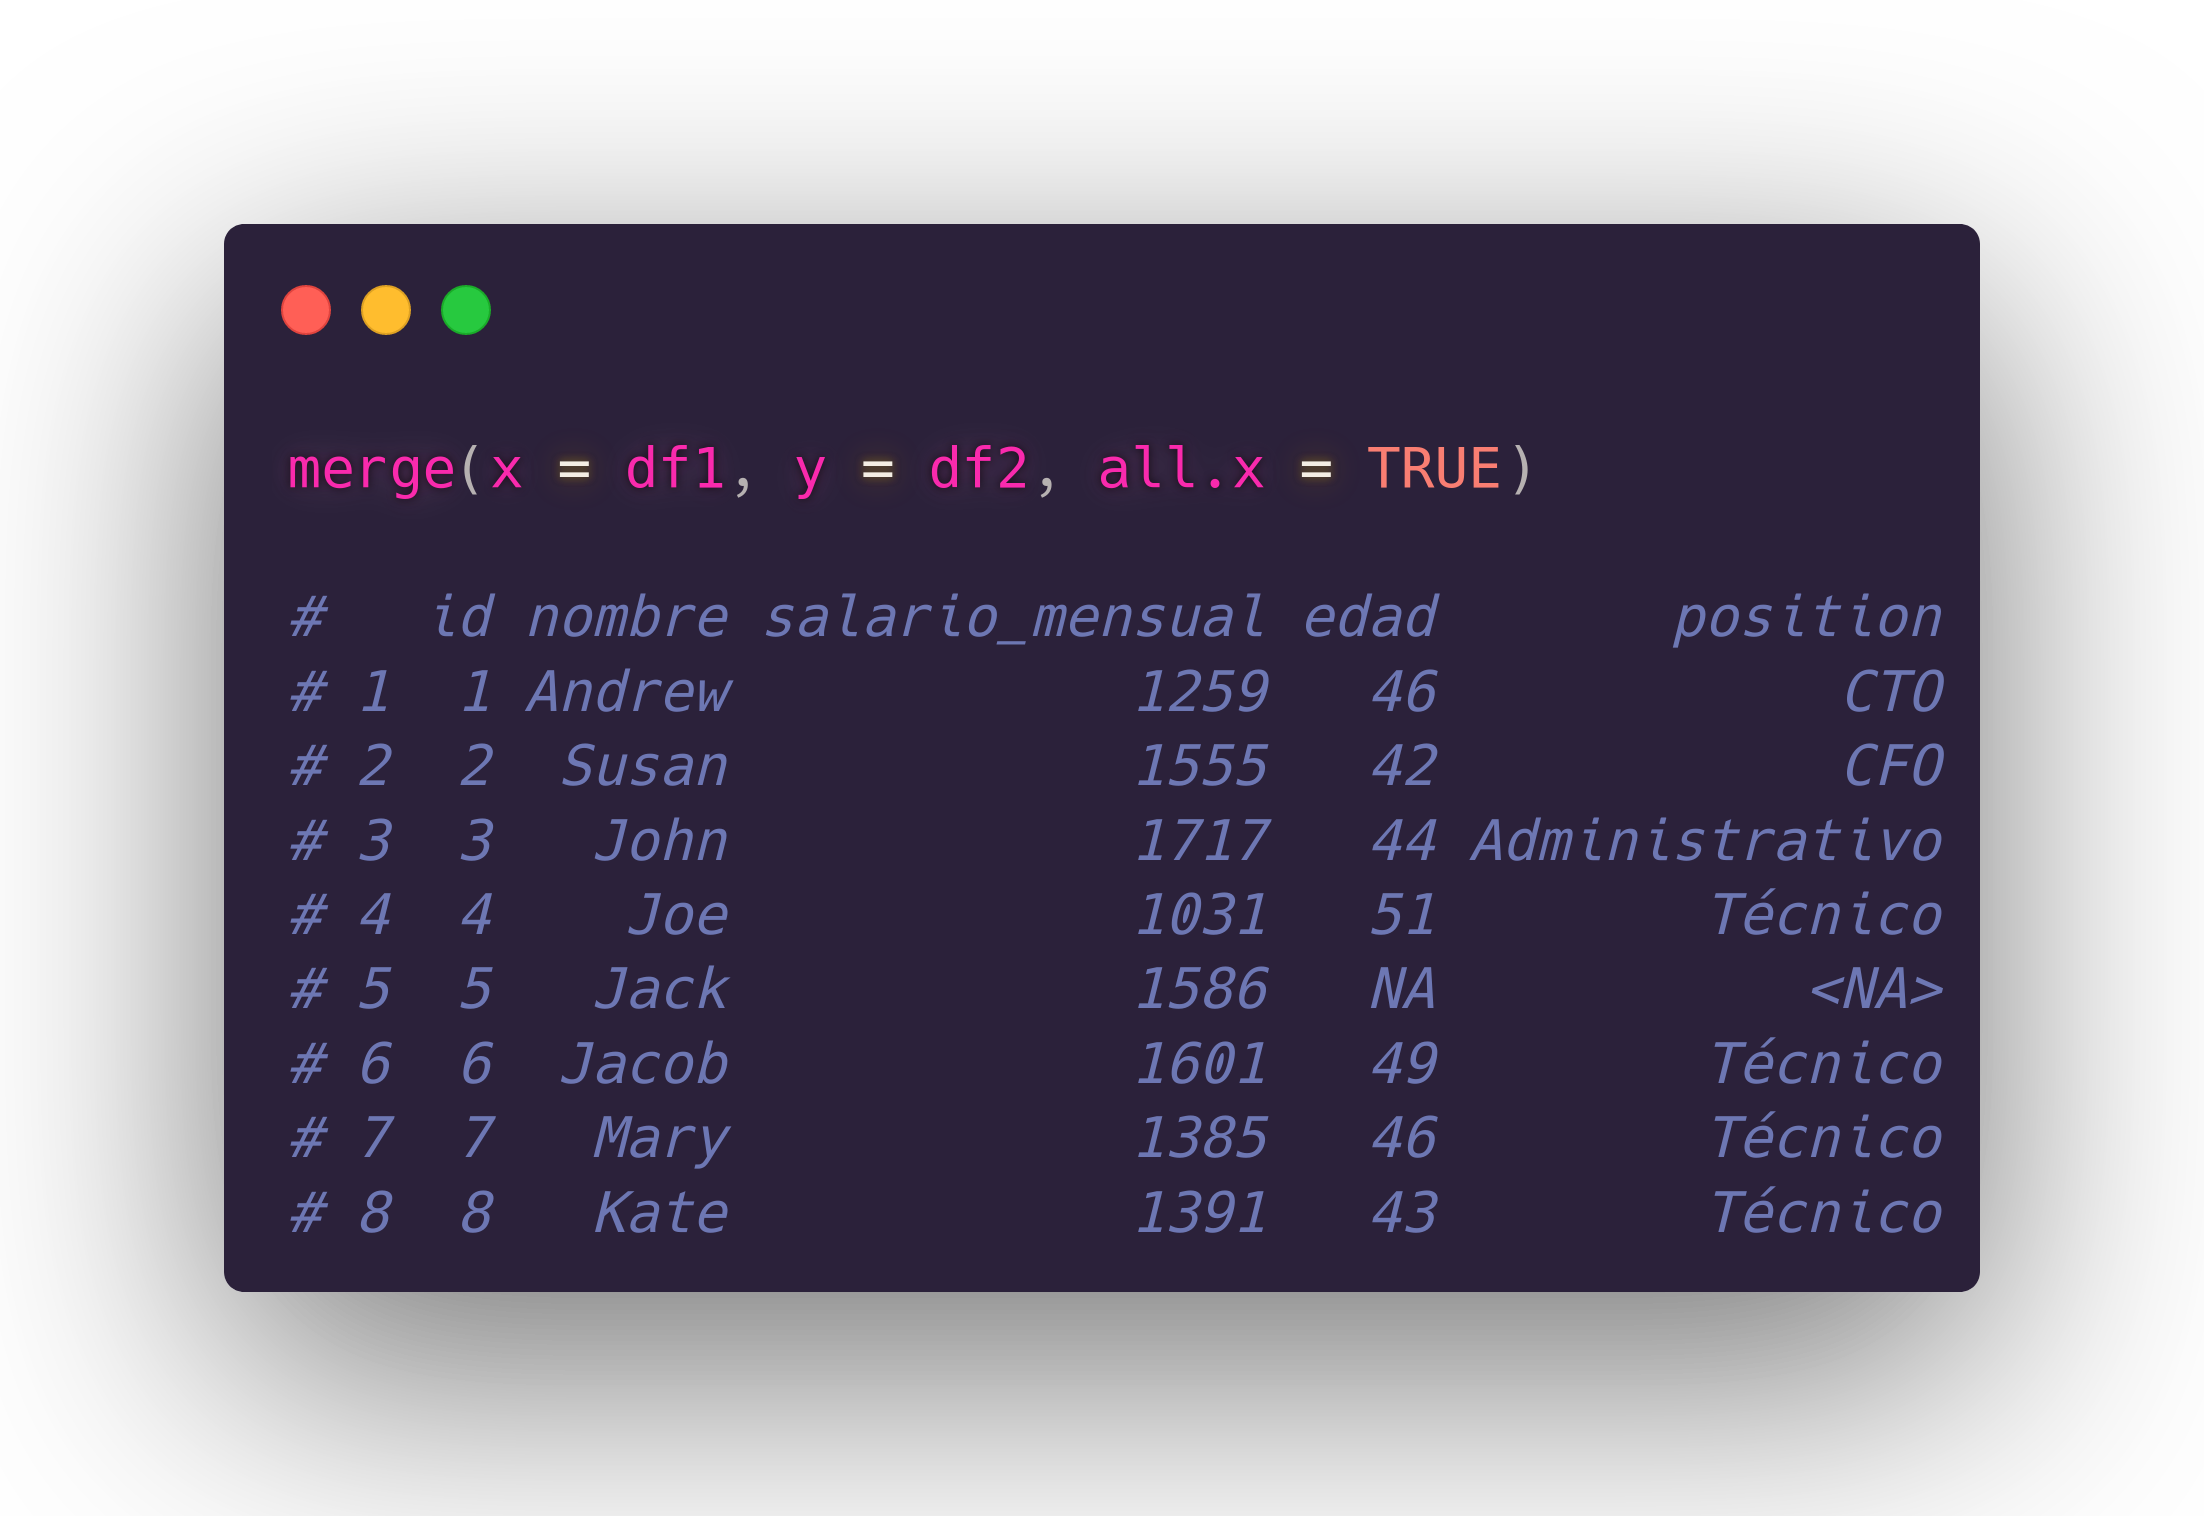 merge(x = df1, y = df2, all.x = TRUE)
#   id nombre salario_mensual edad       position
# 1  1 Andrew            1259   46            CTO
# 2  2  Susan            1555   42            CFO
# 3  3   John            1717   44 Administrativo
# 4  4    Joe            1031   51        Técnico
# 5  5   Jack            1586   NA           <NA>
# 6  6  Jacob            1601   49        Técnico
# 7  7   Mary            1385   46        Técnico
# 8  8   Kate            1391   43        Técnico